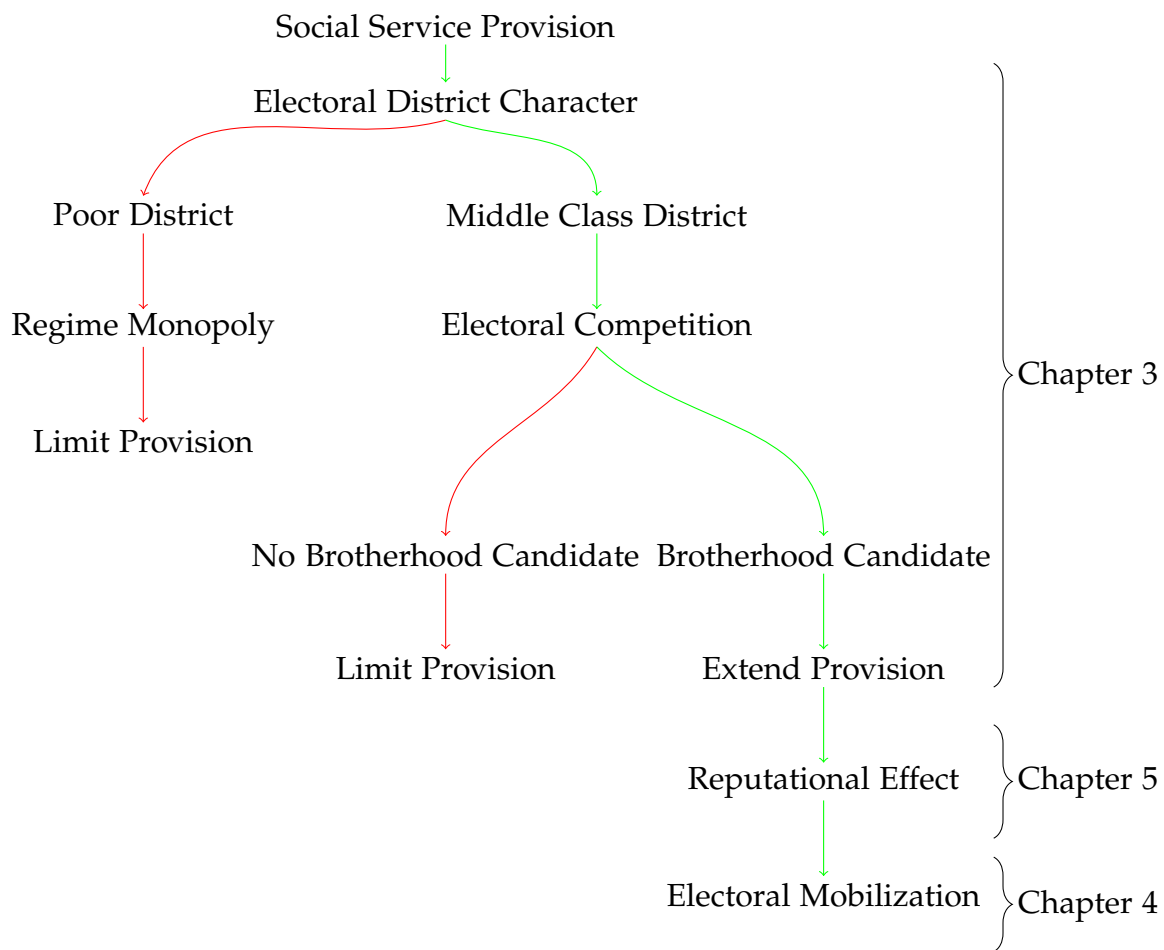 Social Service Provision
Electoral District Character
Poor District
Middle Class District
Regime Monopoly
Electoral Competition
Chapter 3
Limit Provision
No Brotherhood Candidate
Brotherhood Candidate
Limit Provision
Extend Provision
Reputational Effect
Chapter 5
Electoral Mobilization
Chapter 4